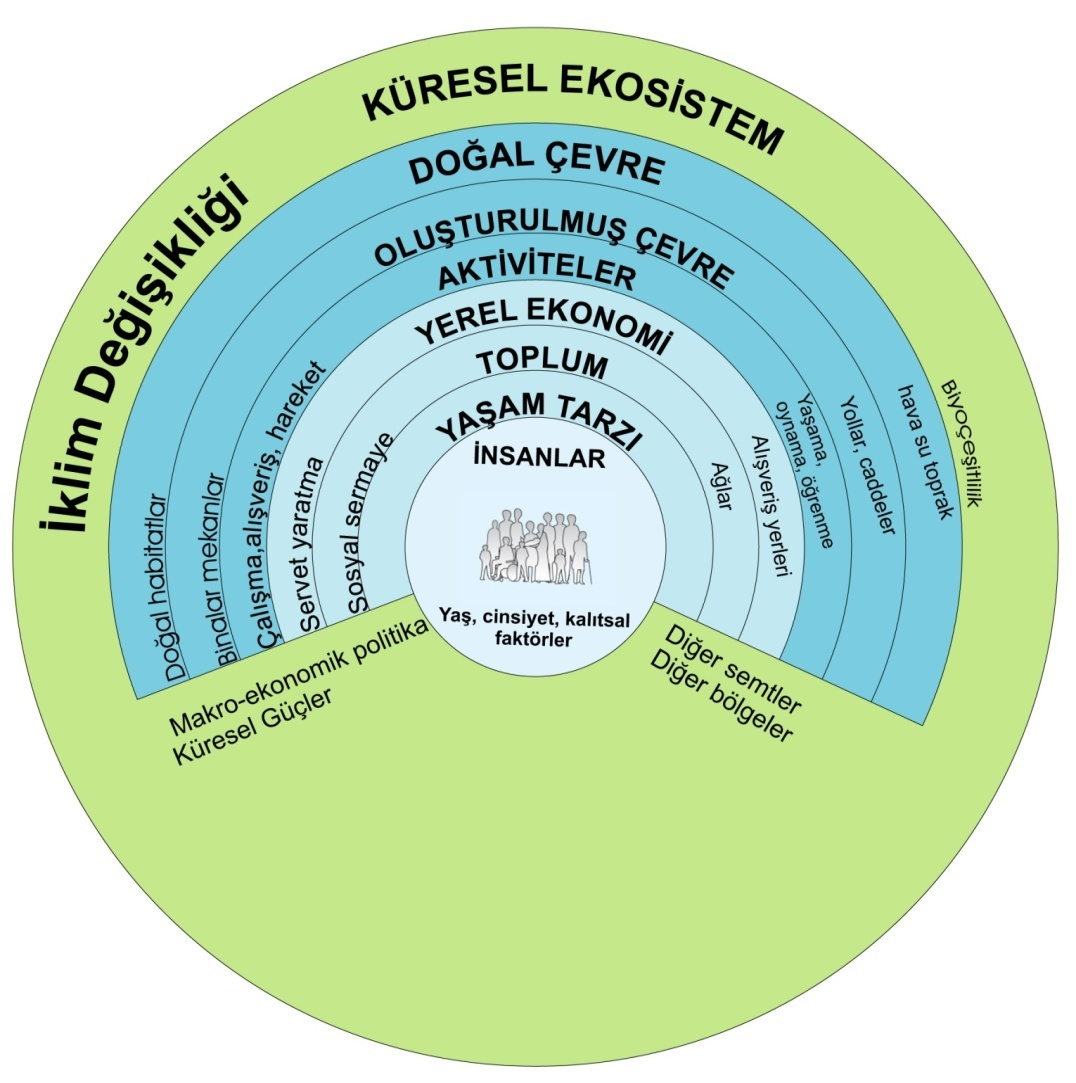 KÜRESEL EKOSİSTEM
İklim Değişikliği
DOĞAL ÇEVRE
OLUŞTURULMUŞ ÇEVRE
AKTİVİTELER
YEREL EKONOMİ
TOPLUM
YAŞAM TARZI
İNSANLAR
Yaş, cinsiyet, kalıtsal
faktörler
Doğal habitatlar
Binalar mekanlar
Çalışma,alışveriş, hareket
Servet yaratma
Sosyal sermaye
Ağlar
Alışveriş yerleri
Yaşama,
oynama, öğrenme
Yollar, caddeler
hava su toprak
Biyoçeşitlilik
Makro-ekonomik politika
Küresel Güçler
Diğer semtler
Diğer bölgeler